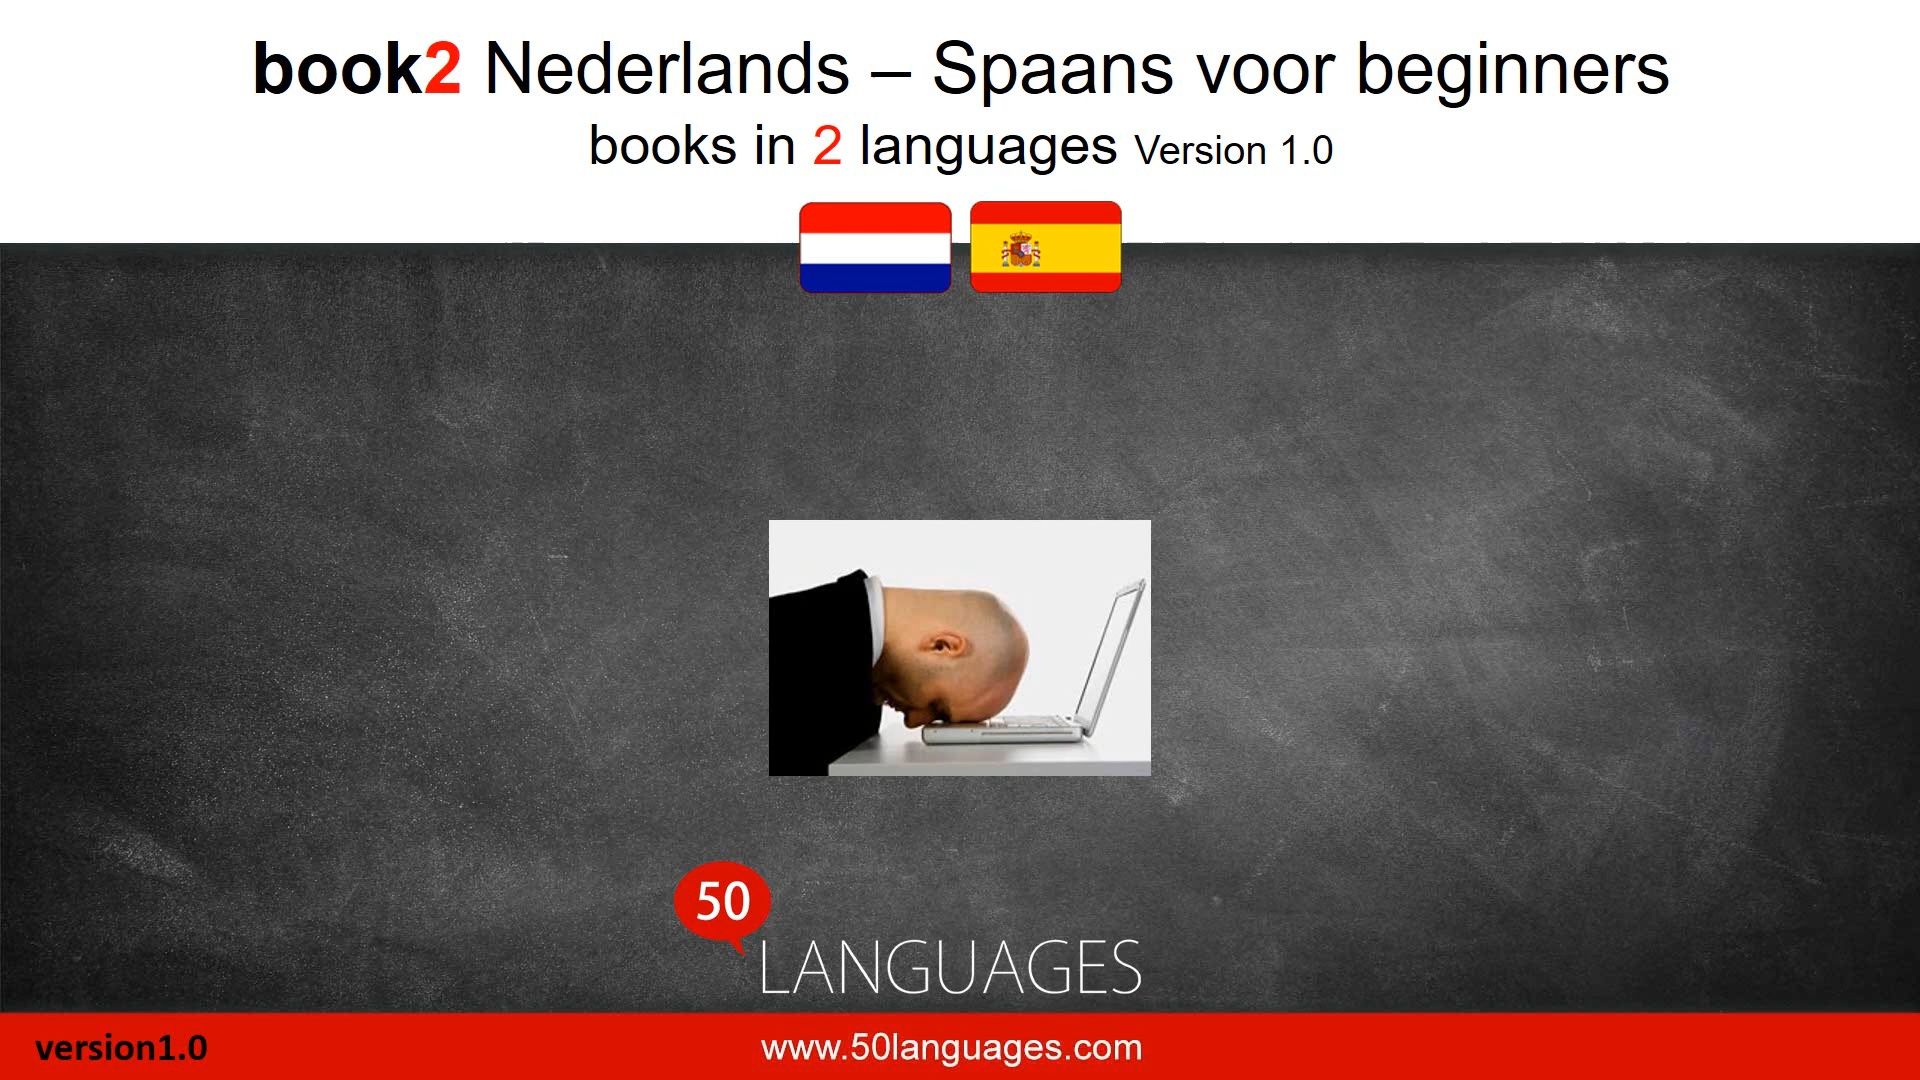 book2 Nederlands – Spaans voor beginners
books in 2 languages Version 1.0
50
LANGUAGES
version1.0
www.50languages.com